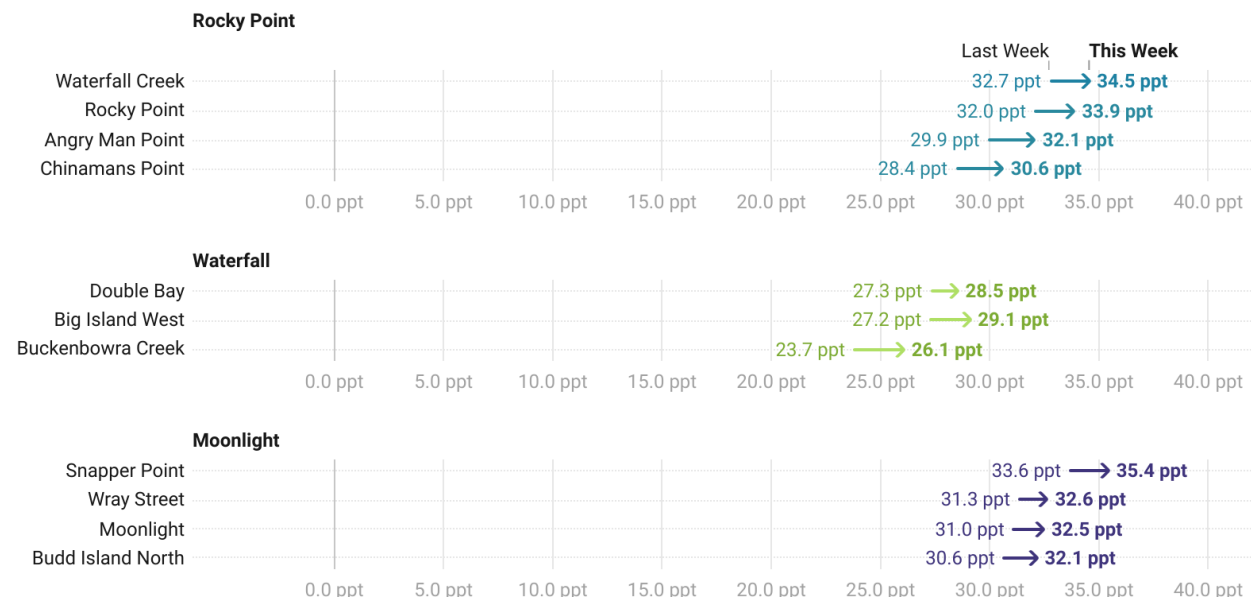 Rocky Point
Last Week This Week
Waterfall Creek 32.7 ppt 34.5 ppt
Rocky Point 32.0 ppt 33.9 ppt
Angry Man Point 29.9 ppt 32.1 ppt
Chinamans Point 28.4 ppt 30.6 ppt
0.0 ppt 5.0 ppt 10.0 ppt 15.0 ppt 20.0 ppt 25.0 ppt 30.0 ppt 35.0 ppt 40.0 ppt
Waterfall
Double Bay 27.3 ppt 28.5 ppt
Big Island West 27.2 ppt 29.1 ppt
Buckenbowra Creek 23.7 ppt 26.1 ppt
0.0 ppt 5.0 ppt 10.0 ppt 15.0 ppt 20.0 ppt 25.0 ppt 30.0 ppt 35.0 ppt 40.0 ppt
Moonlight
Snapper Point 33.6 ppt 35.4 ppt
Wray Street 31.3 ppt 32.6 ppt
Moonlight 31.0 ppt 32.5 ppt
Budd Island North 30.6 ppt 32.1 ppt
0.0 ppt 5.0 ppt 10.0 ppt 15.0 ppt 20.0 ppt 25.0 ppt 30.0 ppt 35.0 ppt 40.0 ppt